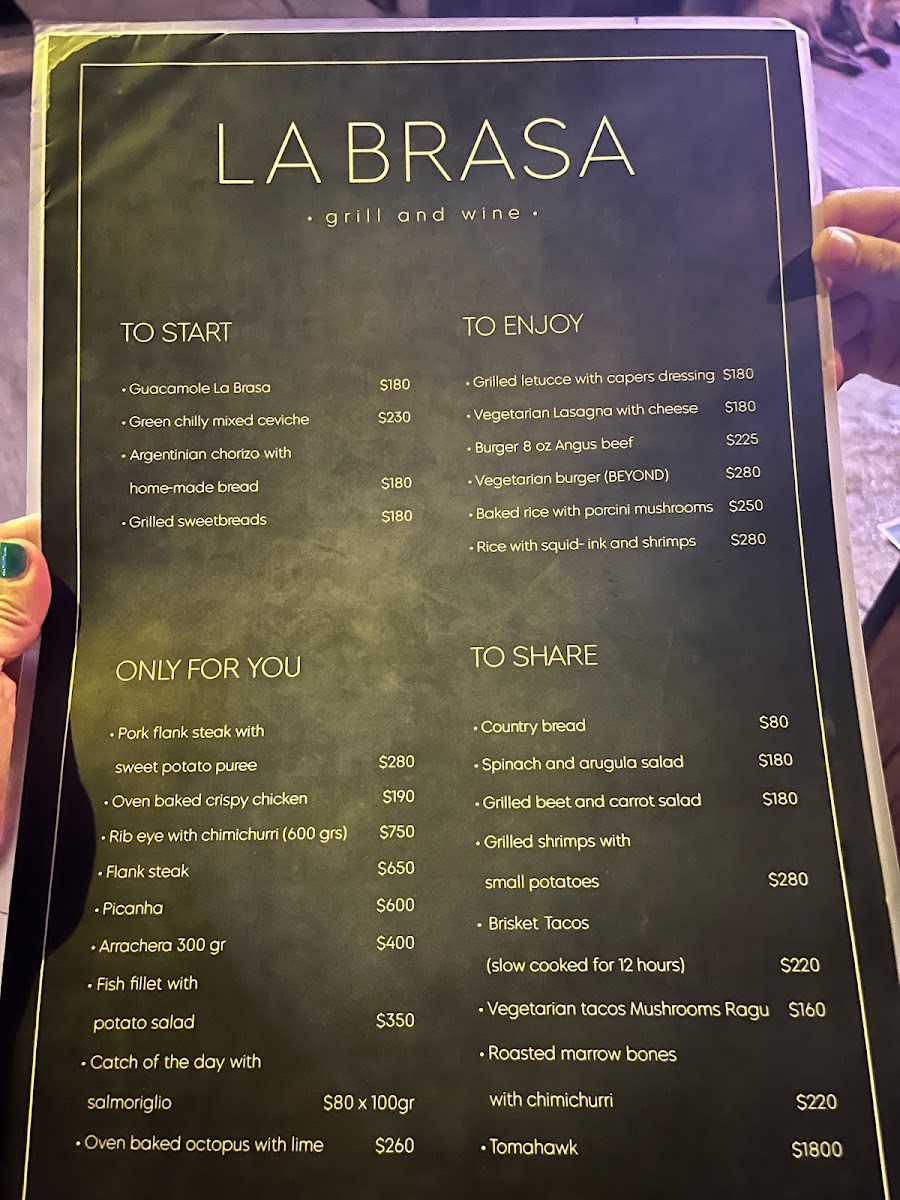 LA BRASA
• grill and wine •
TO START
• Guacamole La Brasa $180
• Green chilly mixed ceviche $230
• Argentinian chorizo with
home-made bread $180
• Grilled sweetbreads $180
TO ENJOY
• Grilled letucce with capers dressing $180
• Vegetarian Lasagna with cheese $180
• Burger 8 oz Angus beef $225
• Vegetarian burger (BEYOND) $280
• Baked rice with porcini mushrooms $250
• Rice with squid- ink and shrimps $280
ONLY FOR YOU
• Pork flank steak with
sweet potato puree $280
• Oven baked crispy chicken $190
• Rib eye with chimichurri (600 grs) $750
• Flank steak $650
• Picanha $600
• Arrachera 300 gr $400
• Fish fillet with
potato salad $350
• Catch of the day with
salmoriglio $80 x 100gr
• Oven baked octopus with lime $260
TO SHARE
• Country bread $80
• Spinach and arugula salad $180
• Grilled beet and carrot salad $180
• Grilled shrimps with
small potatoes $280
• Brisket Tacos
(slow cooked for 12 hours) $220
• Vegetarian tacos Mushrooms Ragu $160
• Roasted marrow bones
with chimichurri $220
• Tomahawk $1800